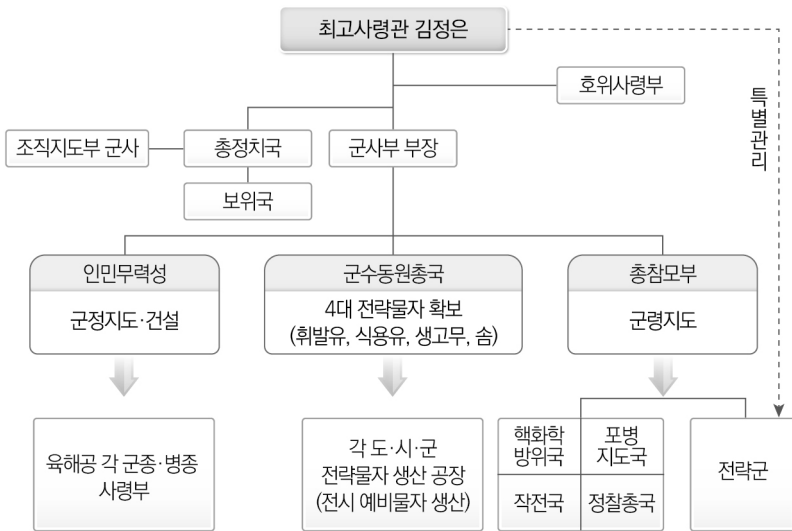 최고사령관 김정은
호위사령부
특별관리
조직지도부 군사
총정치국
군사부 부장
보위국
인민무력성
군정지도·건설
군수동원총국
4대 전략물자 확보
(휘발유, 식용유, 생고무, 솜)
총참모부
군령지도
육해공 각 군종·병종
사령부
각 도·시·군
전략물자 생산 공장
(전시 예비물자 생산)
핵화학
방위국
포병
지도국
작전국
정찰총국
전략군